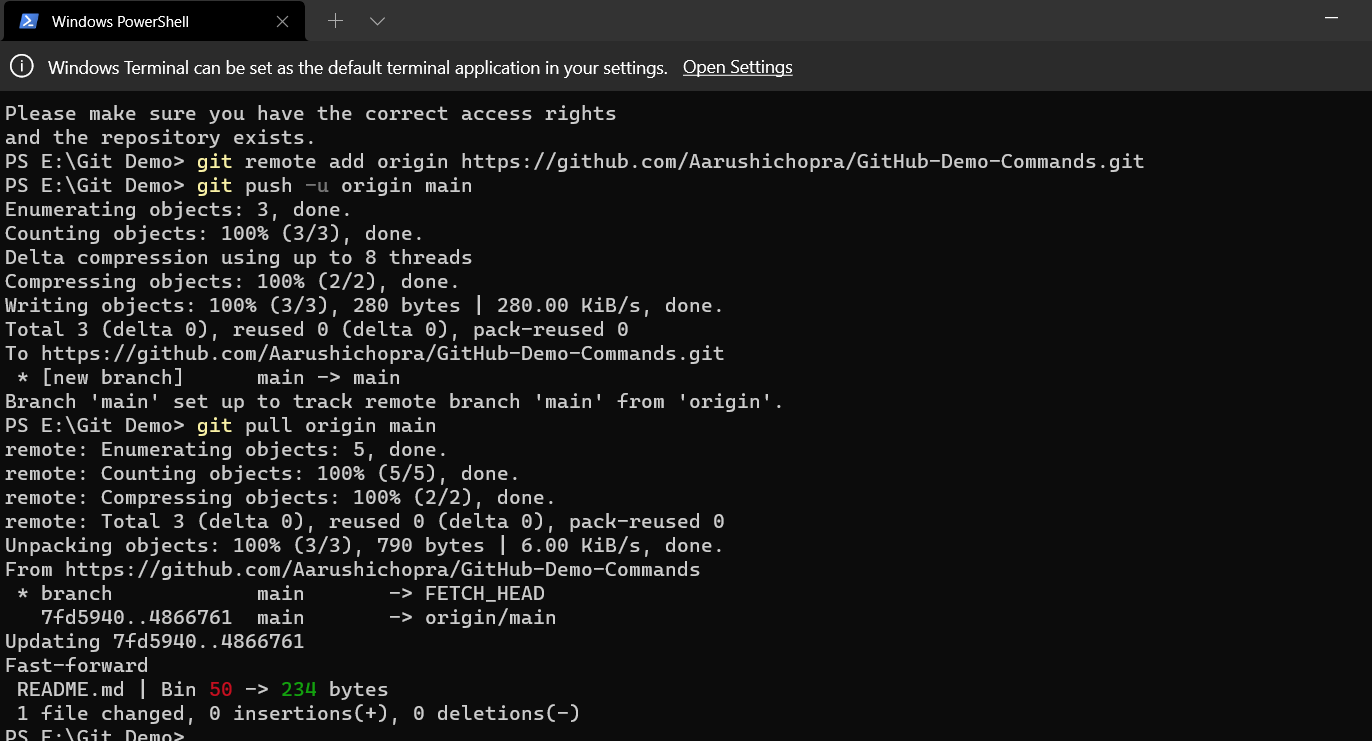 Windows PowerShell
Windows Terminal can be set as the default terminal application in your settings. Open Settings
Please make sure you have the correct access rights
and the repository exists.
PS E:\Git Demo> git remote add origin https://github.com/Aarushichopra/GitHub-Demo-Commands.git
PS E:\Git Demo> git push -u origin main
Enumerating objects: 3, done.
Counting objects: 100% (3/3), done.
Delta compression using up to 8 threads
Compressing objects: 100% (2/2), done.
Writing objects: 100% (3/3), 280 bytes | 280.00 KiB/s, done.
Total 3 (delta 0), reused 0 (delta 0), pack-reused 0
To https://github.com/Aarushichopra/GitHub-Demo-Commands.git
 * [new branch]      main -> main
Branch 'main' set up to track remote branch 'main' from 'origin'.
PS E:\Git Demo> git pull origin main
remote: Enumerating objects: 5, done.
remote: Counting objects: 100% (5/5), done.
remote: Compressing objects: 100% (2/2), done.
remote: Total 3 (delta 0), reused 0 (delta 0), pack-reused 0
Unpacking objects: 100% (3/3), 790 bytes | 6.00 KiB/s, done.
From https://github.com/Aarushichopra/GitHub-Demo-Commands
 * branch            main       -> FETCH_HEAD
   7fd5940..4866761  main       -> origin/main
Updating 7fd5940..4866761
Fast-forward
 README.md | Bin 50 -> 234 bytes
 1 file changed, 0 insertions(+), 0 deletions(-)
PS E:\Git Demo>